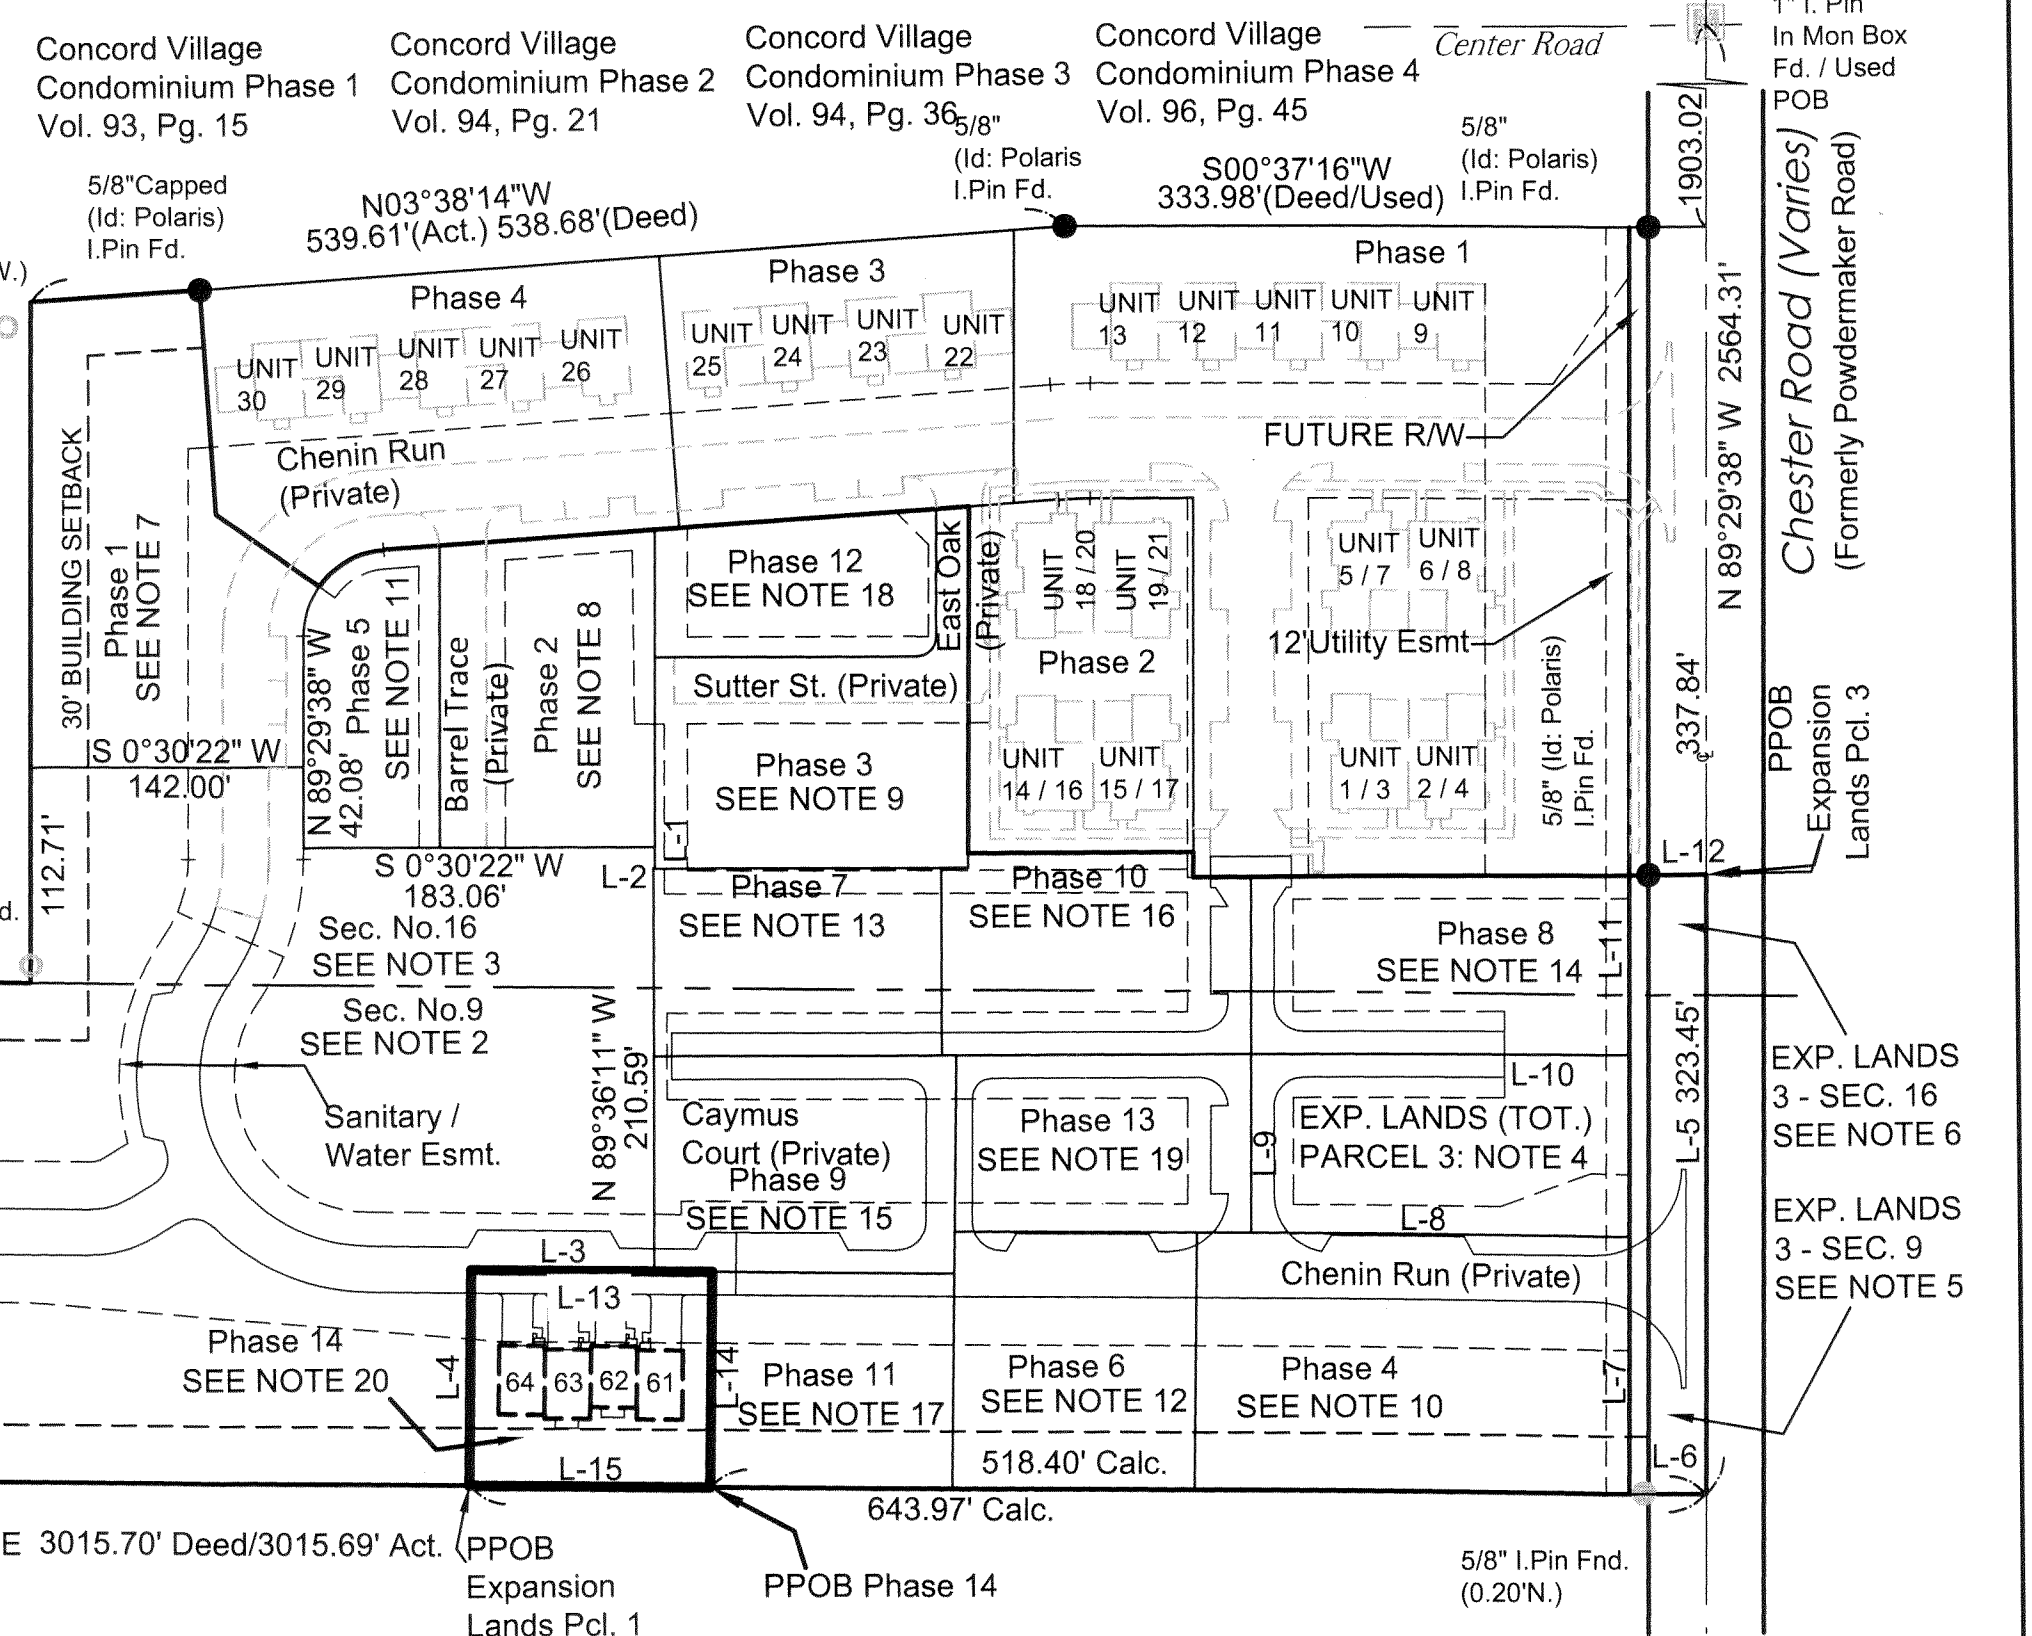 Concord Village
Condominium Phase 1
Vol. 93, Pg. 15
Concord Village
Condominium Phase 2
Vol. 94, Pg. 21
Concord Village
Condominium Phase 3
Vol. 94, Pg. 36
Concord Village
Condominium Phase 4
Vol. 96, Pg. 45
Center Road
1" I. Pin
In Mon Box
Fd. / Used
POB
5/8"Capped
(Id: Polaris)
I.Pin Fd.
N03°38'14"W
539.61'(Act.) 538.68'(Deed)
5/8"
(Id: Polaris
I.Pin Fd.
S00°37'16"W
333.98'(Deed/Used)
5/8"
(Id: Polaris)
I.Pin Fd.
1903.02
Chester Road (Varies)
(Formerly Powdermaker Road)
N 89°29'38" W 2564.31'
W.)
Phase 4
Phase 3
Phase 1
UNIT
30
UNIT
29
UNIT
28
UNIT
27
UNIT
26
UNIT
25
UNIT
24
UNIT
23
UNIT
22
UNIT
13
UNIT
12
UNIT
11
UNIT
10
UNIT
9
Chenin Run
(Private)
FUTURE R/W
30' BUILDING SETBACK
Phase 1
SEE NOTE 7
Phase 12
SEE NOTE 18
East Oak
(Private)
UNIT
18 / 20
UNIT
19 / 21
UNIT
5 / 7
UNIT
6 / 8
12'Utility Esmt
Phase 2
Sutter St. (Private)
N 89°29'38" W
42.08'
Phase 5
SEE NOTE 11
Barrel Trace
(Private)
Phase 2
SEE NOTE 8
S 0°30'22" W
142.00'
112.71'
Phase 3
SEE NOTE 9
L-1
UNIT
14 / 16
UNIT
15 / 17
UNIT
1 / 3
UNIT
2 / 4
5/8" (Id: Polaris)
I.Pin Fd.
337.84'
PPOB
Expansion
Lands Pcl. 3
L-12
S 0°30'22" W
183.06'
L-2
Phase 7
SEE NOTE 13
Phase 10
SEE NOTE 16
Phase 8
SEE NOTE 14
L-11
d.
Sec. No.16
SEE NOTE 3
Sec. No.9
SEE NOTE 2
N 89°36'11" W
210.59'
Sanitary /
Water Esmt.
Caymus
Court (Private)
Phase 9
SEE NOTE 15
Phase 13
SEE NOTE 19
L-9
L-10
EXP. LANDS (TOT.)
PARCEL 3: NOTE 4
L-8
L-5 323.45'
EXP. LANDS
3 - SEC. 16
SEE NOTE 6
EXP. LANDS
3 - SEC. 9
SEE NOTE 5
L-3
Chenin Run (Private)
L-13
Phase 14
SEE NOTE 20
L-4
64
63
62
61
L-14
Phase 11
SEE NOTE 17
Phase 6
SEE NOTE 12
Phase 4
SEE NOTE 10
L-7
L-15
518.40' Calc.
L-6
643.97' Calc.
E 3015.70' Deed/3015.69' Act.
PPOB
Expansion
Lands Pcl. 1
PPOB Phase 14
5/8" I.Pin Fnd.
(0.20'N.)